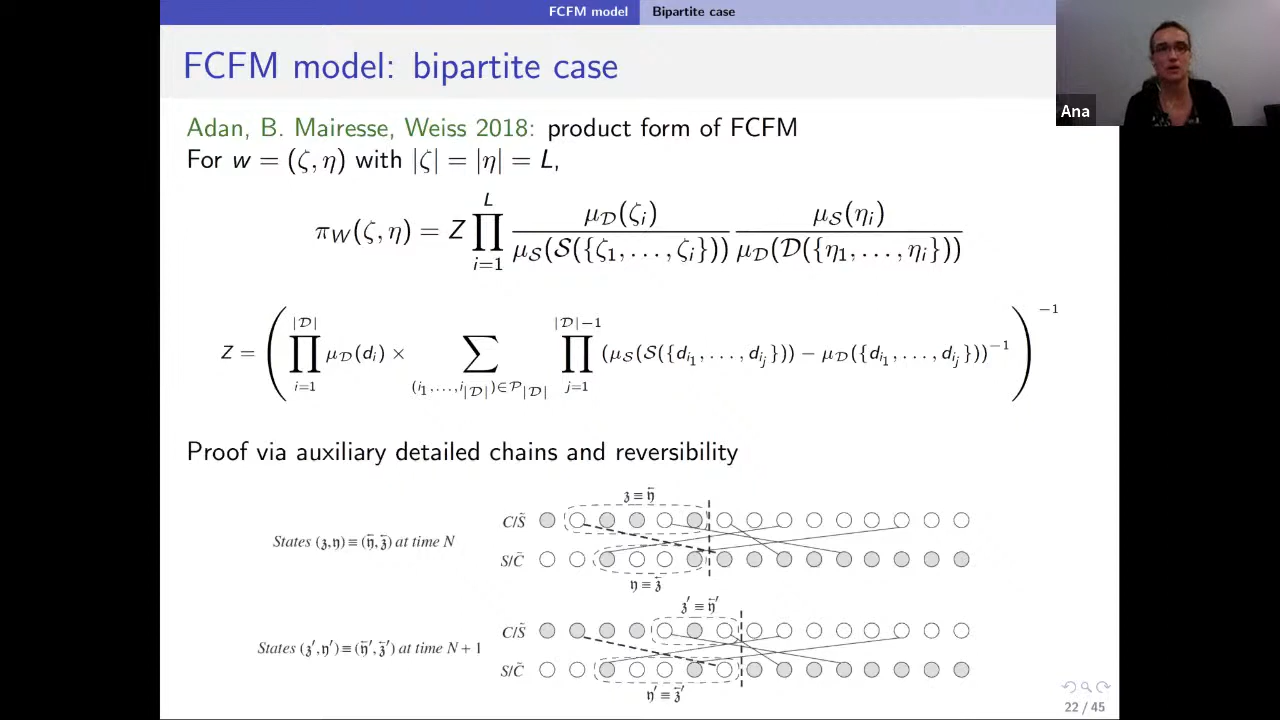 FCFM model Bipartite case
FCFM model: bipartite case
Ana
Adan, B. Mairesse, Weiss 2018: product form of FCFM
For w = (ζ, η) with |ζ| = |η| = L,
π_W(ζ, η) = Z ∏_{i=1}^{L} μ_𝒟(ζ_i) / μ_𝒮(𝒮({ζ_1, . . . , ζ_i})) μ_𝒮(η_i) / μ_𝒟(𝒟({η_1, . . . , η_i}))
Z = ( ∏_{i=1}^{|𝒟|} μ_𝒟(d_i) × ∑_{(i_1,...,i_{|𝒟|})∈𝒫_{|𝒟|}} ∏_{j=1}^{|𝒟|−1} (μ_𝒮(𝒮({d_{i_1}, . . . , d_{i_j}})) − μ_𝒟({d_{i_1}, . . . , d_{i_j}}))^{−1} )^{−1}
Proof via auxiliary detailed chains and reversibility
𝔷 ≡ 𝔶⃖
C/S̃
States (𝔷,𝔶) ≡ (𝔶⃖,𝔷⃖) at time N
S/C̃
𝔶 ≡ 𝔷⃖
𝔷′ ≡ 𝔶⃖′
C/S̃
States (𝔷′,𝔶′) ≡ (𝔶⃖′,𝔷⃖′) at time N + 1
S/C̃
𝔶′ ≡ 𝔷⃖′
22 / 45